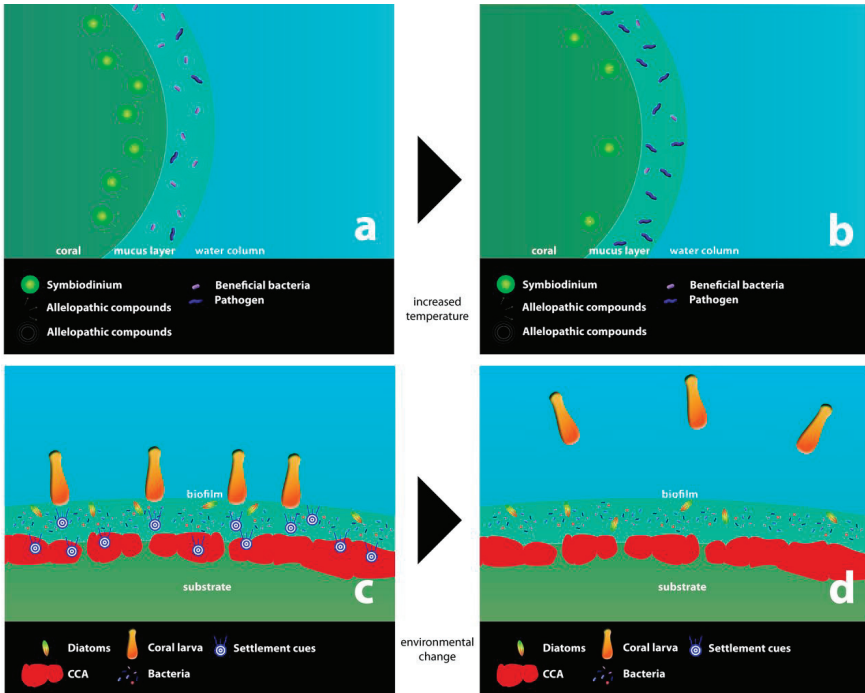 a
coral mucus layer water column
Symbiodinium
Allelopathic compounds
Allelopathic compounds
Beneficial bacteria
Pathogen
increased
temperature
b
coral mucus layer water column
Symbiodinium
Allelopathic compounds
Allelopathic compounds
Beneficial bacteria
Pathogen
biofilm
substrate
c
Diatoms Coral larva Settlement cues
CCA Bacteria
environmental
change
biofilm
substrate
d
Diatoms Coral larva Settlement cues
CCA Bacteria